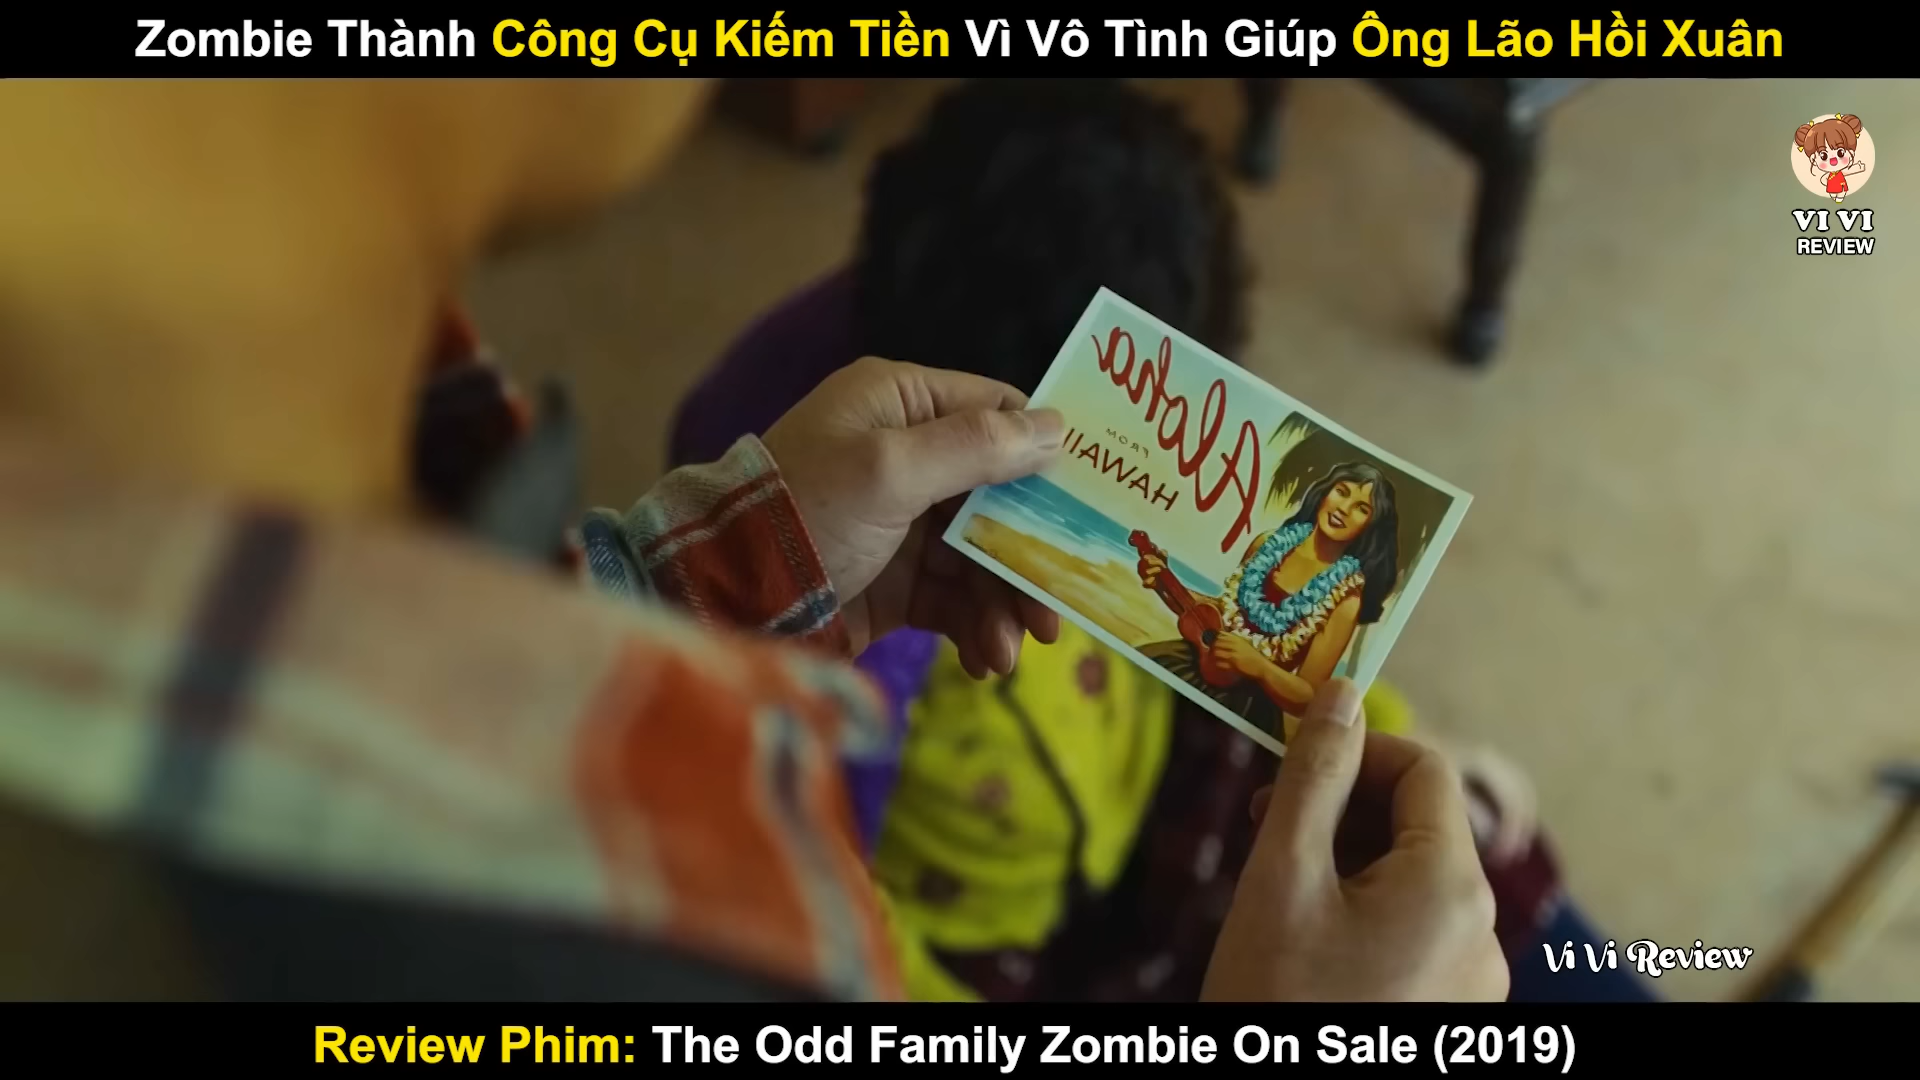 Zombie Thành Công Cụ Kiếm Tiền Vì Vô Tình Giúp Ông Lão Hồi Xuân
VI VI
REVIEW
Aloha
FROM
HAWAII
Vi Vi Review
Review Phim: The Odd Family Zombie On Sale (2019)